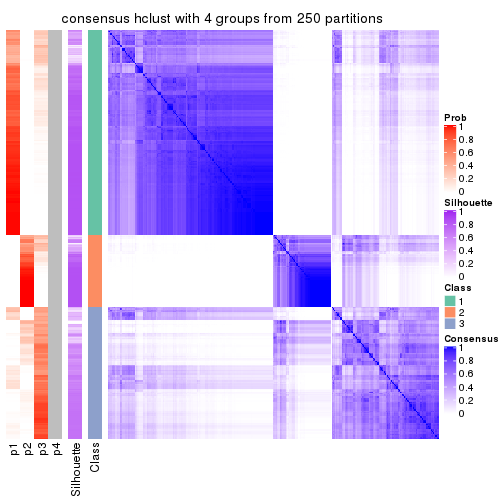 consensus hclust with 4 groups from 250 partitions
Prob
1
0.8
0.6
0.4
0.2
0
Silhouette
1
0.8
0.6
0.4
0.2
0
Class
1
2
3
Consensus
1
0.8
0.6
0.4
0.2
0
p1
p2
p3
p4
Silhouette
Class